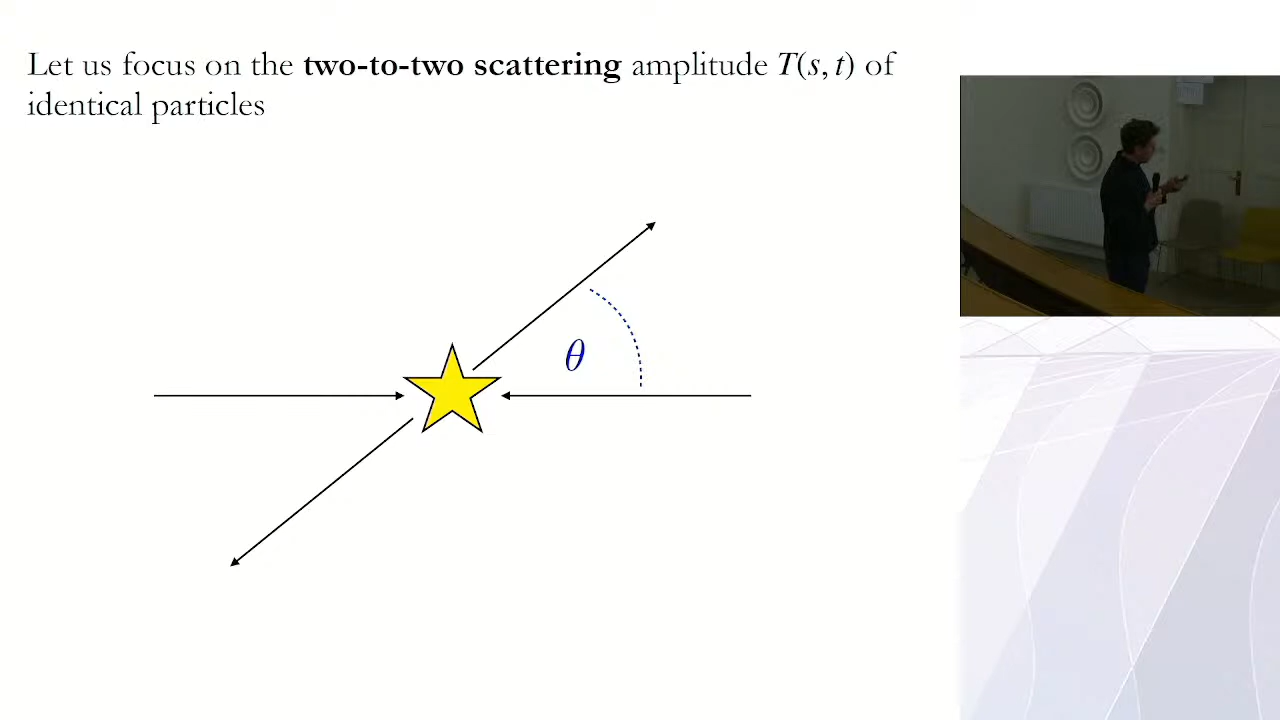 Let us focus on the two-to-two scattering amplitude T(s, t) of
identical particles
θ